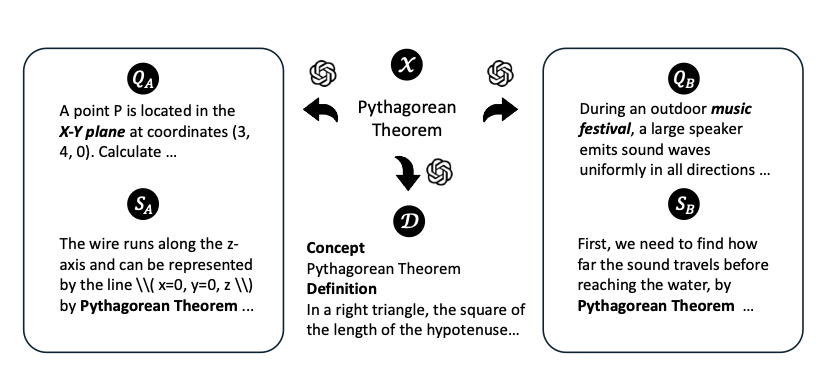 Q_A
A point P is located in the
X-Y plane at coordinates (3,
4, 0). Calculate ...
S_A
The wire runs along the z-
axis and can be represented
by the line \\( x=0, y=0, z \\)
by Pythagorean Theorem ...
X
Pythagorean
Theorem
D
Concept
Pythagorean Theorem
Definition
In a right triangle, the square of
the length of the hypotenuse...
Q_B
During an outdoor music
festival, a large speaker
emits sound waves
uniformly in all directions ...
S_B
First, we need to find how
far the sound travels before
reaching the water, by
Pythagorean Theorem ...